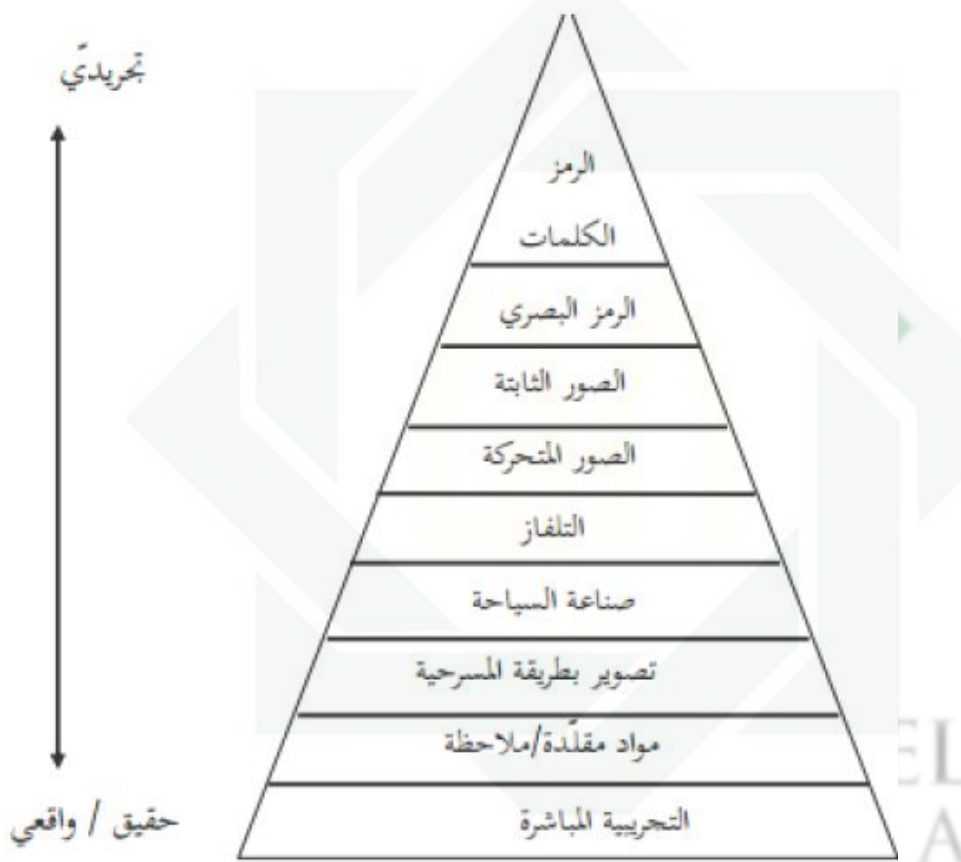 تجريديّ
الرمز
الكلمات
الرمز البصري
الصور الثابتة
الصور المتحركة
التلفاز
صناعة السياحة
تصوير بطريقة المسرحية
مواد مقلّدة/ملاحظة
التجريبية المباشرة
حقيق / واقعي
EL
A